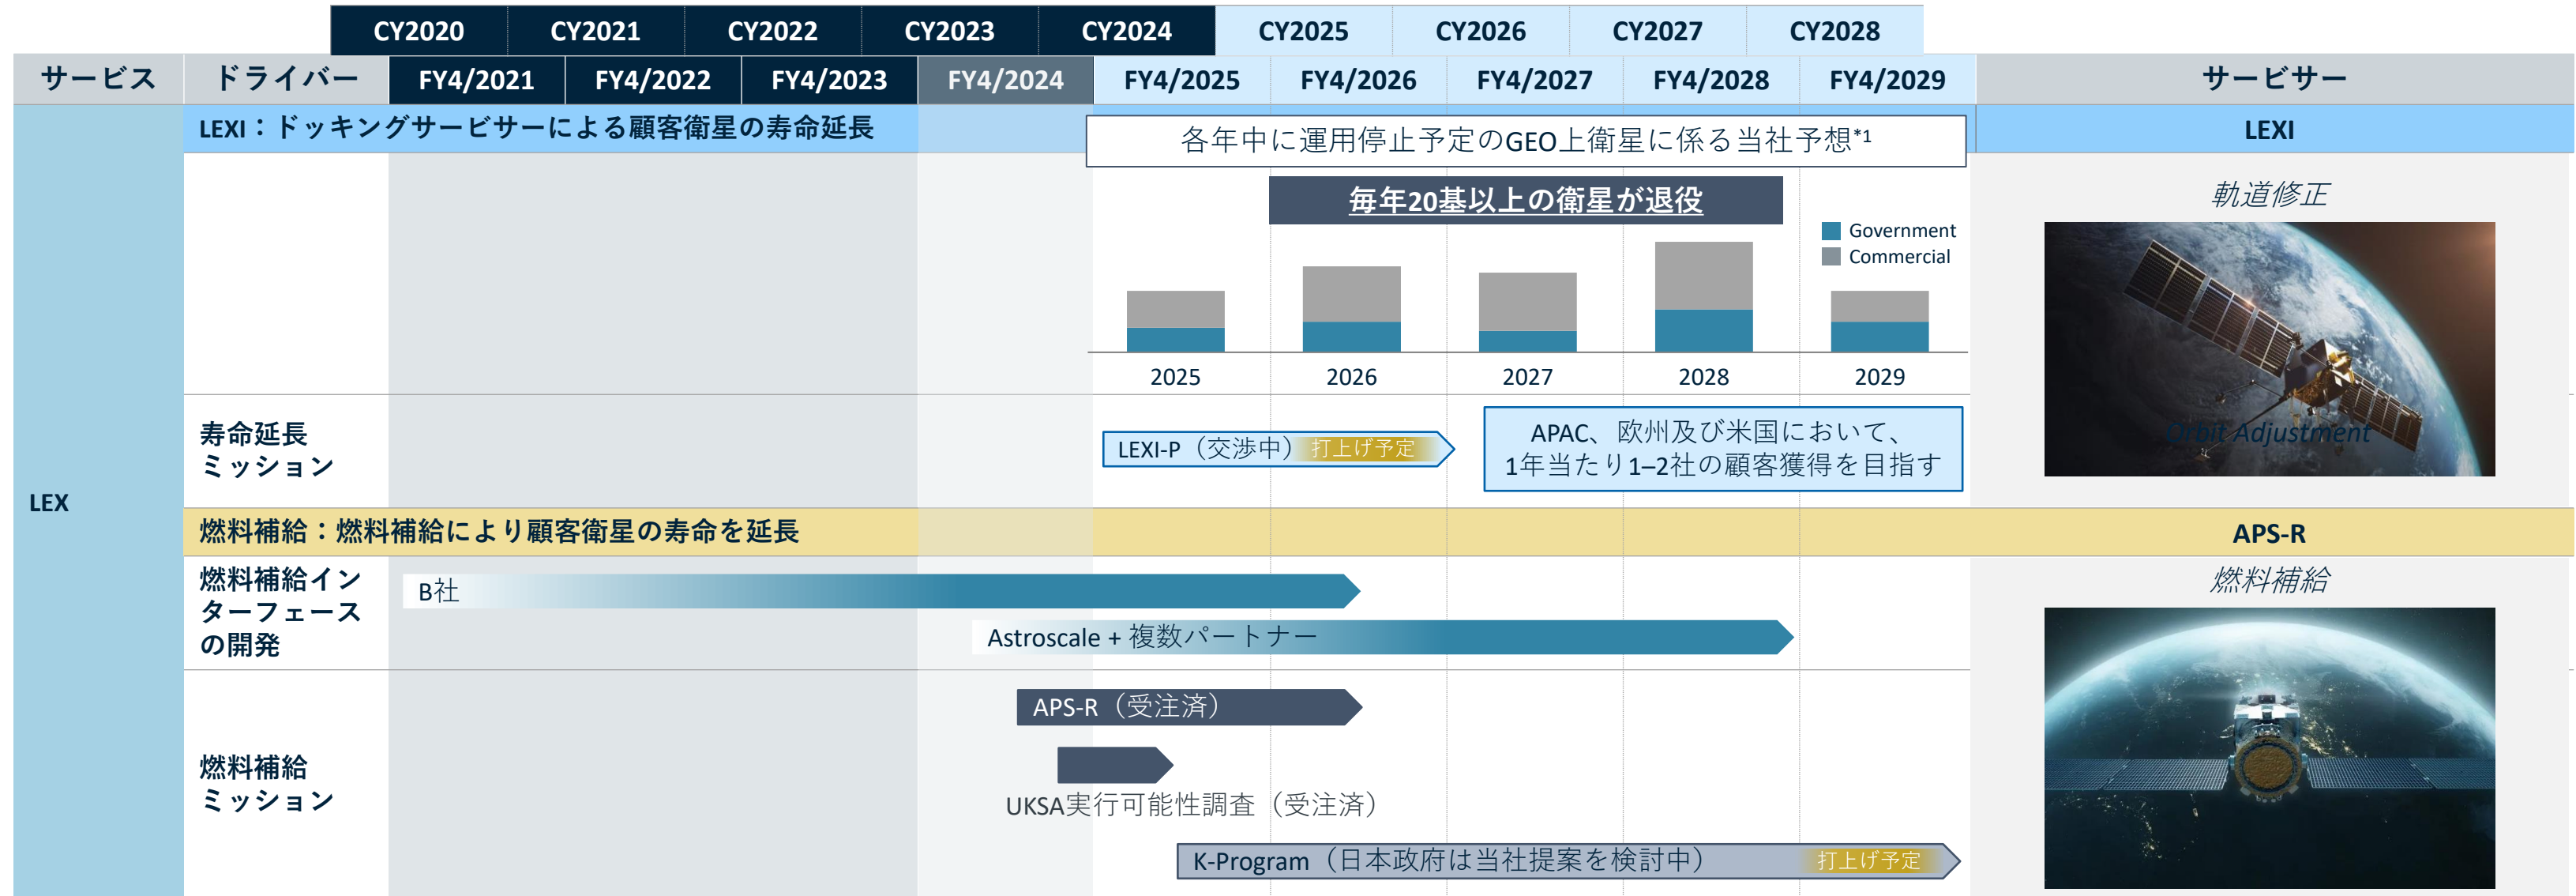 CY2020 CY2021 CY2022 CY2023 CY2024 CY2025 CY2026 CY2027 CY2028
サービス ドライバー FY4/2021 FY4/2022 FY4/2023 FY4/2024 FY4/2025 FY4/2026 FY4/2027 FY4/2028 FY4/2029 サービサー
LEX
LEXI：ドッキングサービサーによる顧客衛星の寿命延長
各年中に運用停止予定のGEO上衛星に係る当社予想*1
LEXI
毎年20基以上の衛星が退役
Government
Commercial
2025 2026 2027 2028 2029
軌道修正
Orbit Adjustment
寿命延長
ミッション
LEXI-P（交渉中） 打上げ予定
APAC、欧州及び米国において、
1年当たり1–2社の顧客獲得を目指す
燃料補給：燃料補給により顧客衛星の寿命を延長
APS-R
燃料補給イン
ターフェース
の開発
B社
Astroscale + 複数パートナー
燃料補給
燃料補給
ミッション
APS-R（受注済）
UKSA実行可能性調査（受注済）
K-Program（日本政府は当社提案を検討中） 打上げ予定